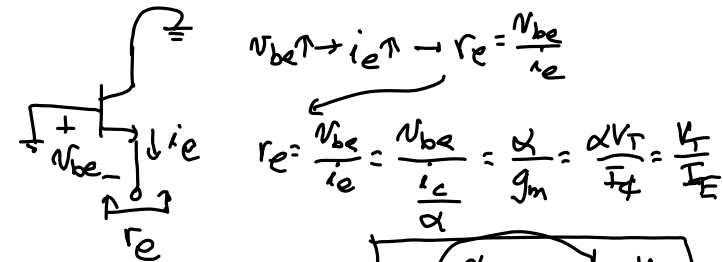 v_be↑→i_e↑ → r_e = v_be/i_e
r_e = v_be/i_e = v_be/(i_c/α) = α/g_m = αV_T/I_C = V_T/I_E
+
v_be
-
↓ i_e
r_e